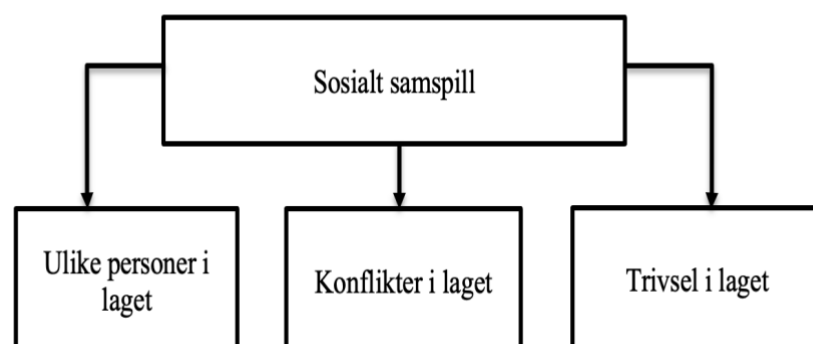 Sosialt samspill
Ulike personer i
laget
Konflikter i laget
Trivsel i laget